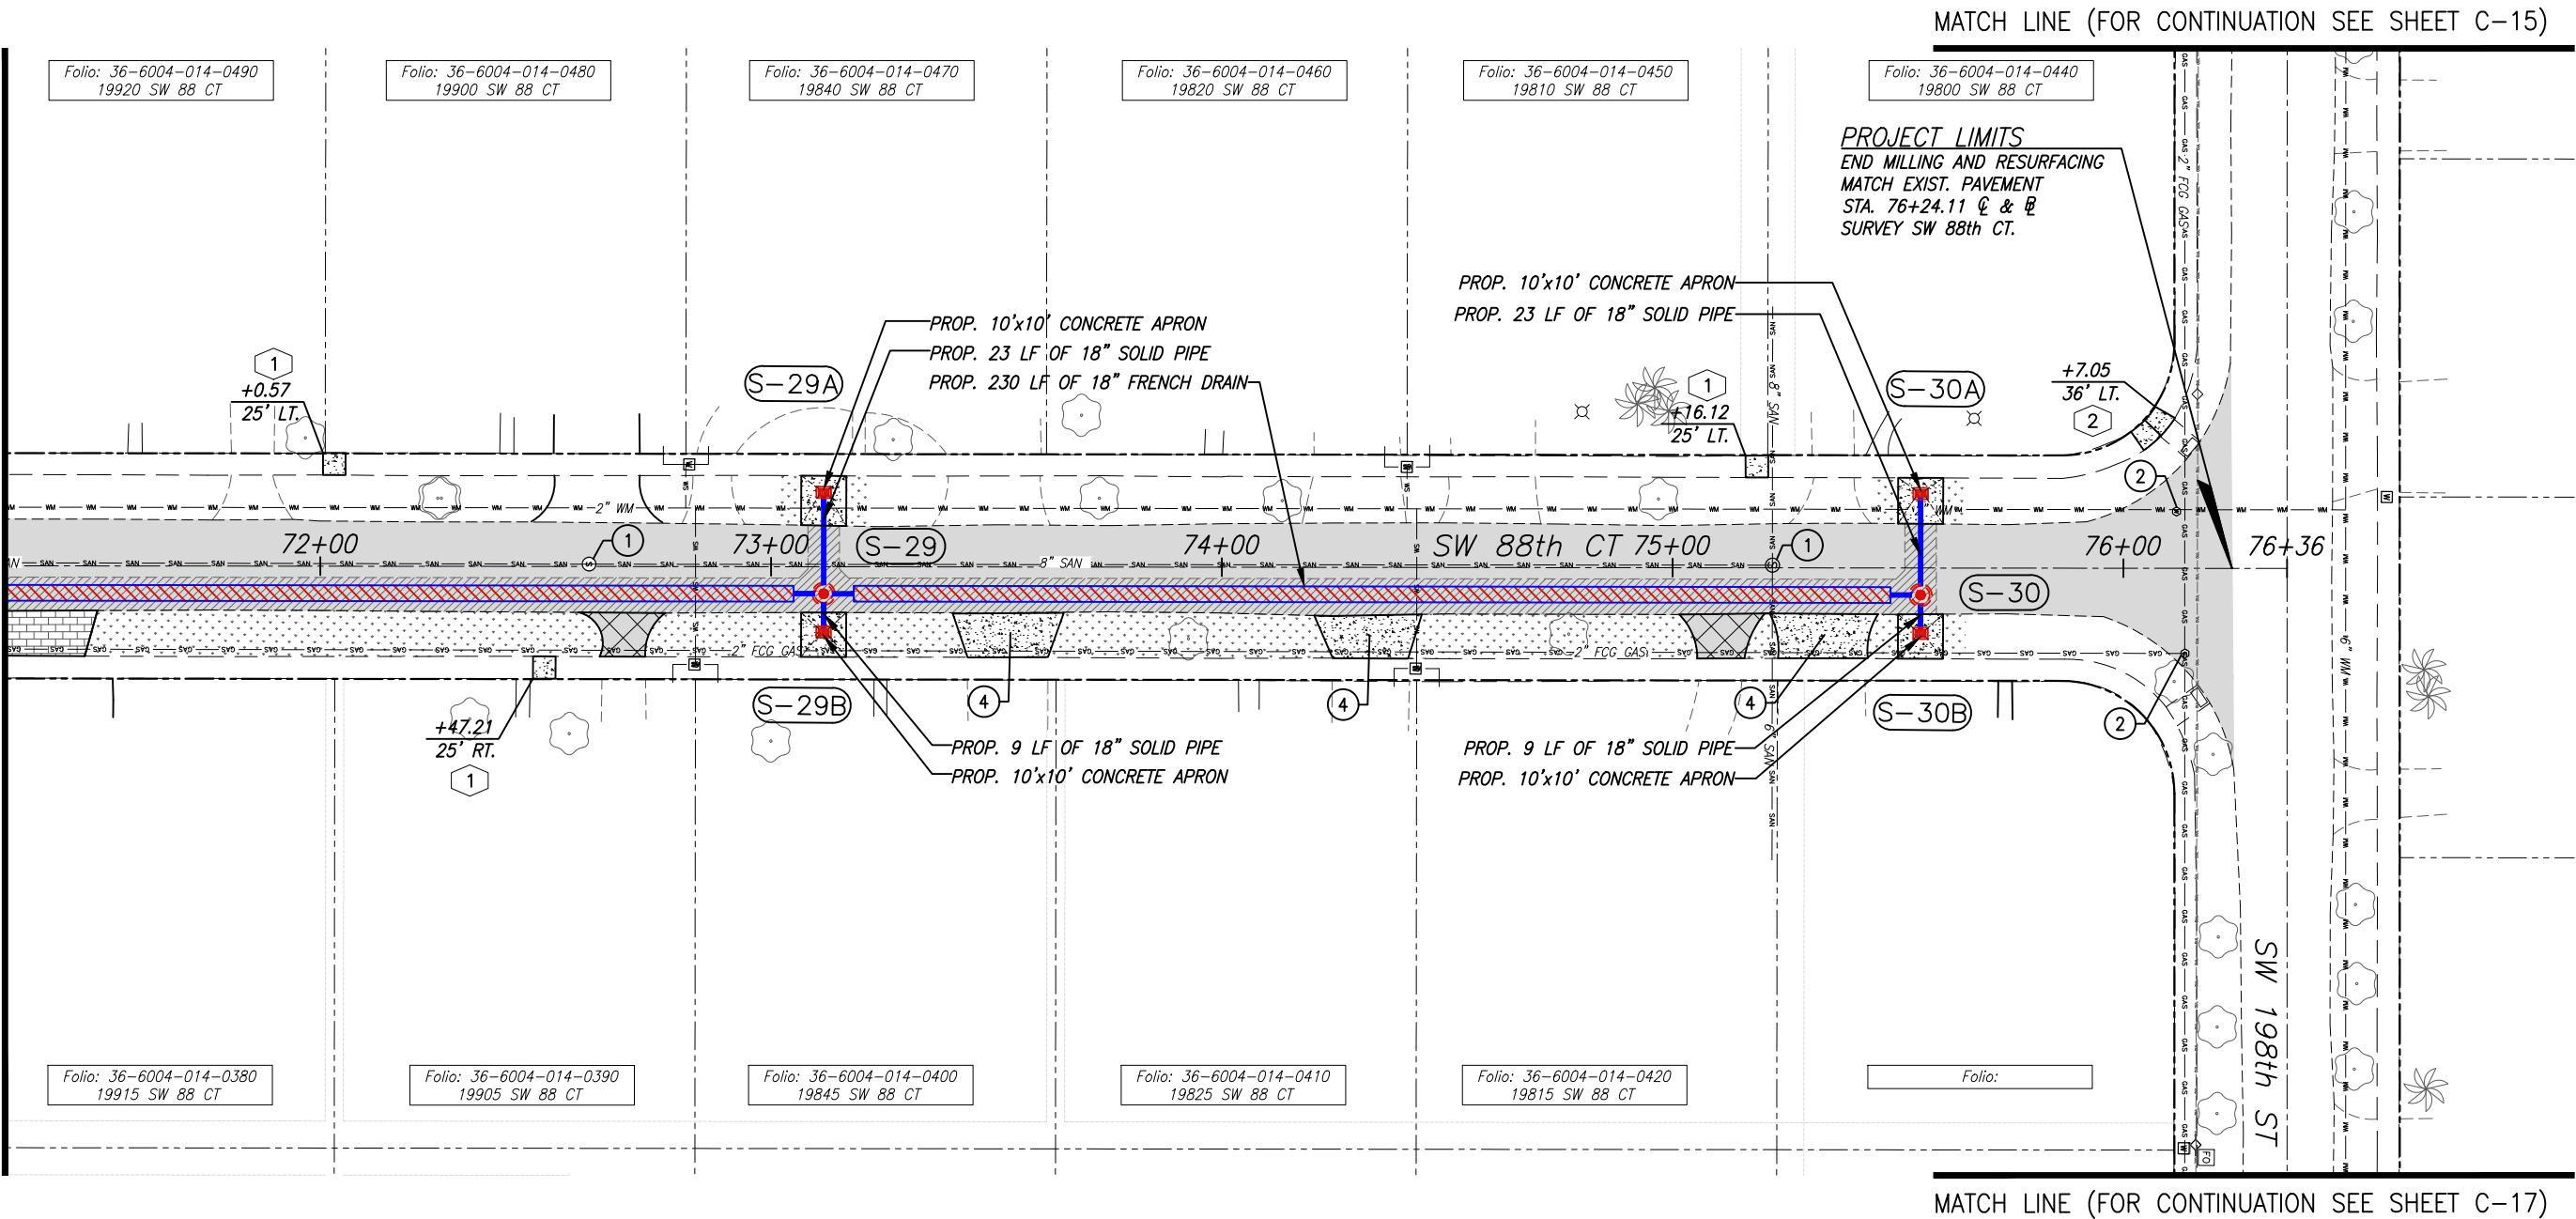 MATCH LINE (FOR CONTINUATION SEE SHEET C-15)
Folio: 36-6004-014-0490
19920 SW 88 CT
Folio: 36-6004-014-0480
19900 SW 88 CT
Folio: 36-6004-014-0470
19840 SW 88 CT
Folio: 36-6004-014-0460
19820 SW 88 CT
Folio: 36-6004-014-0450
19810 SW 88 CT
Folio: 36-6004-014-0440
19800 SW 88 CT
PROJECT LIMITS
END MILLING AND RESURFACING
MATCH EXIST. PAVEMENT
STA. 76+24.11 ℄ & B
SURVEY SW 88th CT.
2" FCG GAS
PROP. 10'x10' CONCRETE APRON
PROP. 23 LF OF 18" SOLID PIPE
PROP. 10'x10' CONCRETE APRON
PROP. 23 LF OF 18" SOLID PIPE
PROP. 230 LF OF 18" FRENCH DRAIN
1
+0.57
25' LT.
S-29A
1
+16.12
25' LT.
8" SAN
S-30A
+7.05
36' LT.
2
2
2" WM
72+00
1
73+00
S-29
74+00
SW 88th CT
75+00
1
76+00
76+36
8" SAN
S-30
2" FCG GAS
2" FCG GAS
6" WM
+47.21
25' RT.
1
S-29B
4
4
4
S-30B
2
6" SAN
PROP. 9 LF OF 18" SOLID PIPE
PROP. 10'x10' CONCRETE APRON
PROP. 9 LF OF 18" SOLID PIPE
PROP. 10'x10' CONCRETE APRON
SW 198th ST
Folio: 36-6004-014-0380
19915 SW 88 CT
Folio: 36-6004-014-0390
19905 SW 88 CT
Folio: 36-6004-014-0400
19845 SW 88 CT
Folio: 36-6004-014-0410
19825 SW 88 CT
Folio: 36-6004-014-0420
19815 SW 88 CT
Folio:
FO
MATCH LINE (FOR CONTINUATION SEE SHEET C-17)